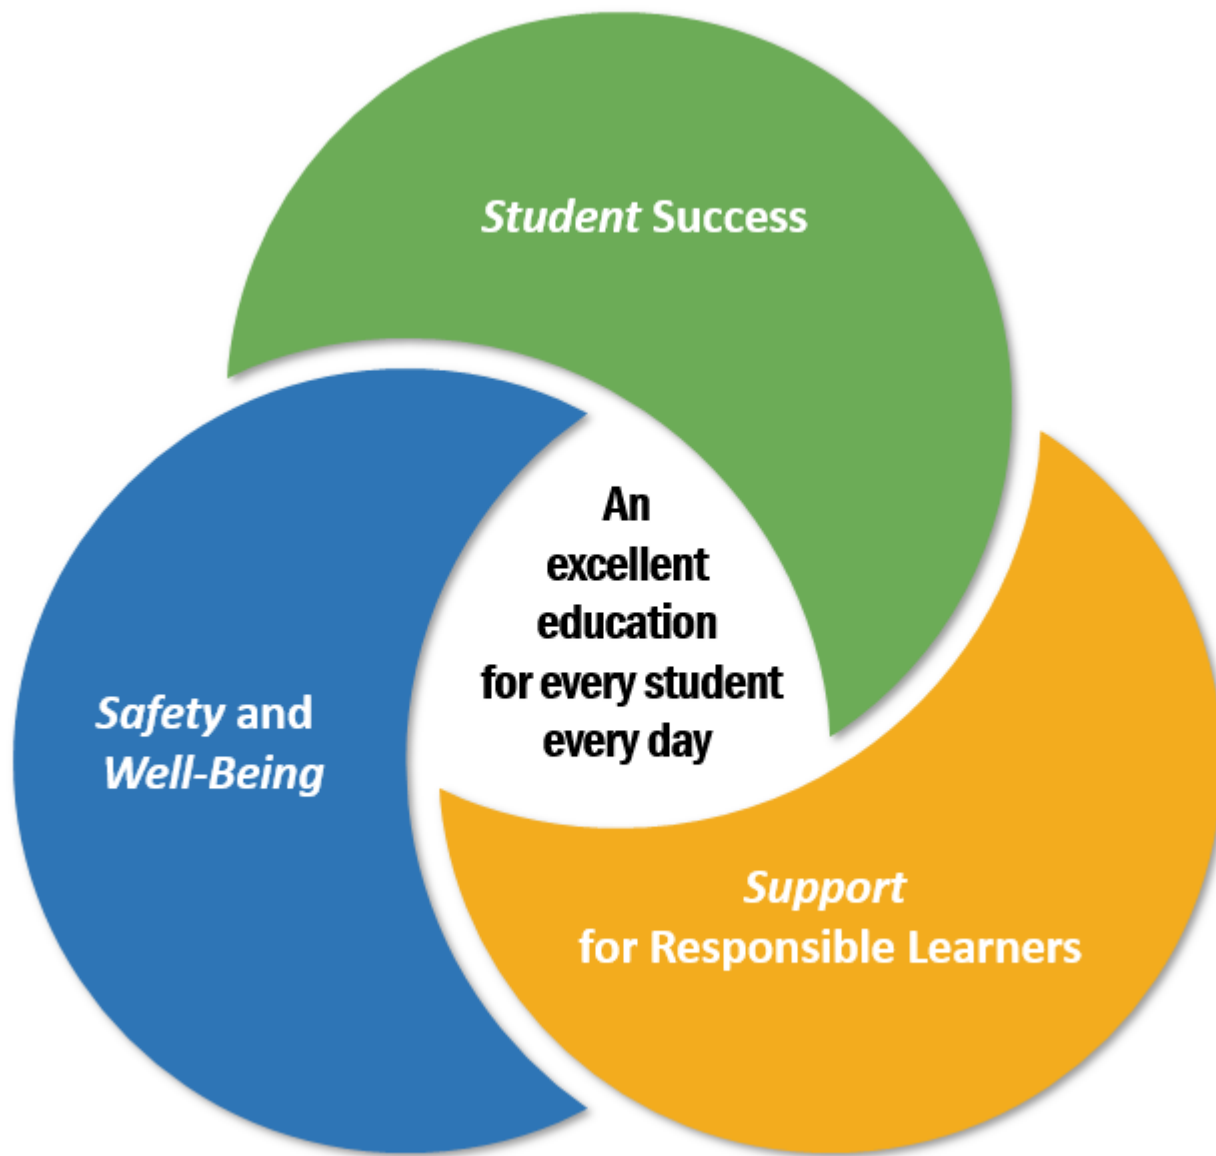 Student Success
An
excellent
education
for every student
every day
Safety and
Well-Being
Support
for Responsible Learners